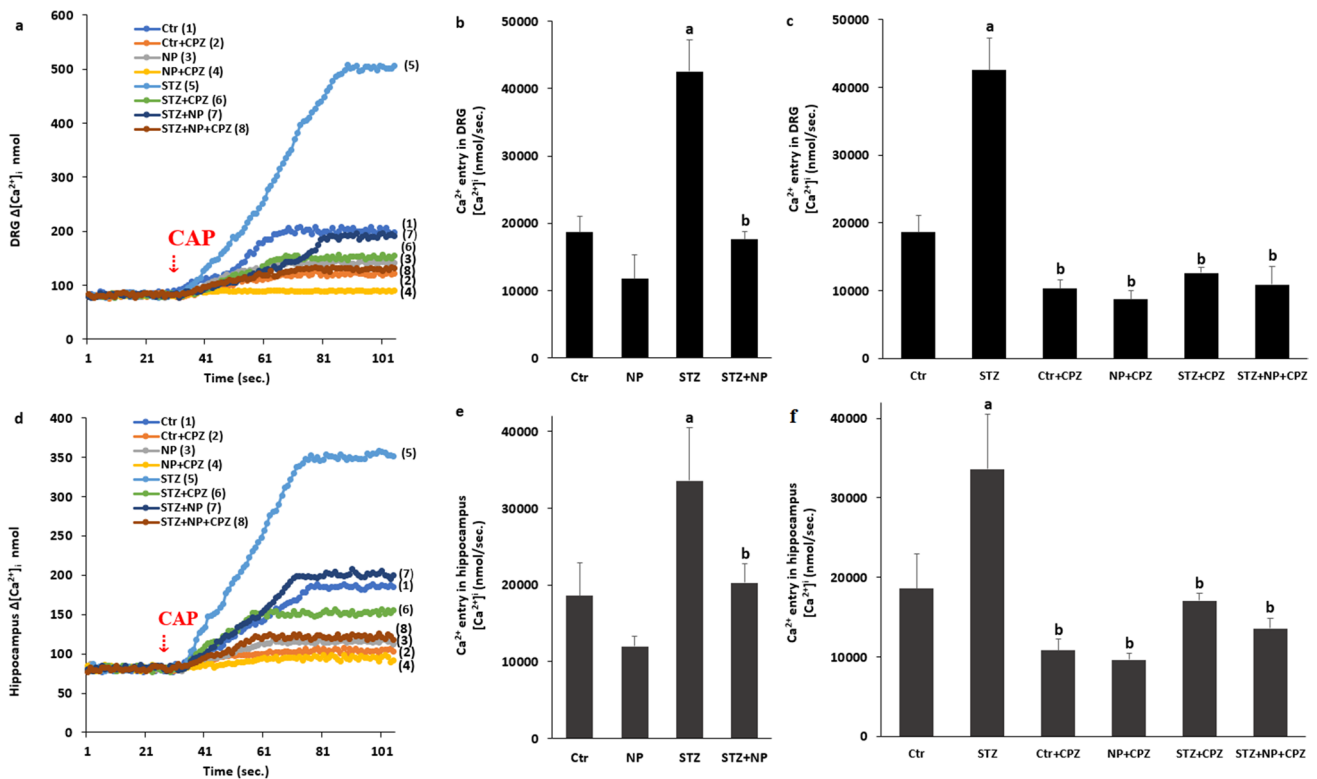 a
600
500
400
300
200
100
0
DRG Δ[Ca²⁺]ᵢ nmol
Ctr (1)
Ctr+CPZ (2)
NP (3)
NP+CPZ (4)
STZ (5)
STZ+CPZ (6)
STZ+NP (7)
STZ+NP+CPZ (8)
CAP
(5)
(1)
(7)
(6)
(3)
(8)
(2)
(4)
1 21 41 61 81 101
Time (sec.)
b
50000
40000
30000
20000
10000
0
Ca²⁺ entry in DRG
[Ca²⁺]ⁱ (nmol/sec.)
a
b
Ctr NP STZ STZ+NP
c
50000
40000
30000
20000
10000
0
Ca²⁺ entry in DRG
[Ca²⁺]ⁱ (nmol/sec.)
a
b
b
b
b
Ctr STZ Ctr+CPZ NP+CPZ STZ+CPZ STZ+NP+CPZ
d
400
350
300
250
200
150
100
50
0
Hippocampus Δ[Ca²⁺]ᵢ nmol
Ctr (1)
Ctr+CPZ (2)
NP (3)
NP+CPZ (4)
STZ (5)
STZ+CPZ (6)
STZ+NP (7)
STZ+NP+CPZ (8)
CAP
(5)
(7)
(1)
(6)
(8)
(3)
(2)
(4)
1 21 41 61 81 101
Time (sec.)
e
40000
30000
20000
10000
0
Ca²⁺ entry in hippocampus
[Ca²⁺]ⁱ (nmol/sec.)
a
b
Ctr NP STZ STZ+NP
f
40000
30000
20000
10000
0
Ca²⁺ entry in hippocampus
[Ca²⁺]ⁱ (nmol/sec.)
a
b
b
b
b
Ctr STZ Ctr+CPZ NP+CPZ STZ+CPZ STZ+NP+CPZ